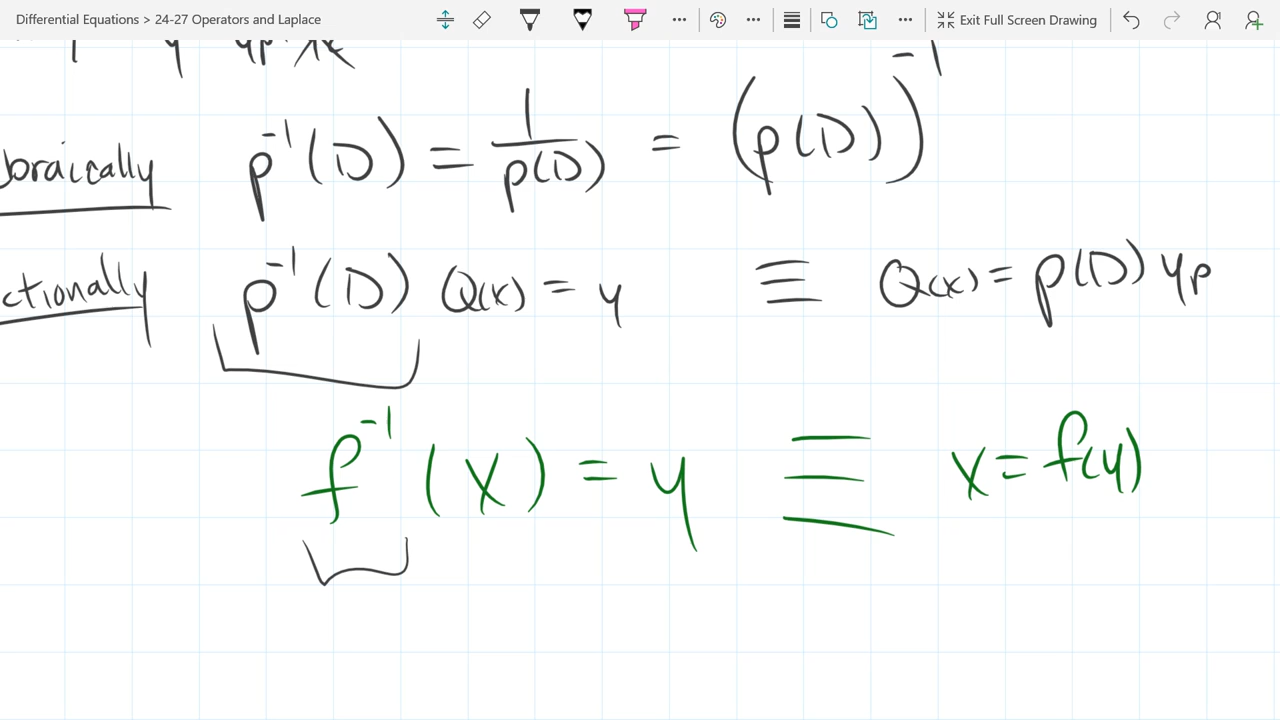 Differential Equations > 24-27 Operators and Laplace
Exit Full Screen Drawing
braically p⁻¹(D) = 1/p(D) = (p(D))⁻¹
ctionally p⁻¹(D) Q(x) = y ≡ Q(x) = p(D) yp
f⁻¹(x) = y ≡ x = f(y)